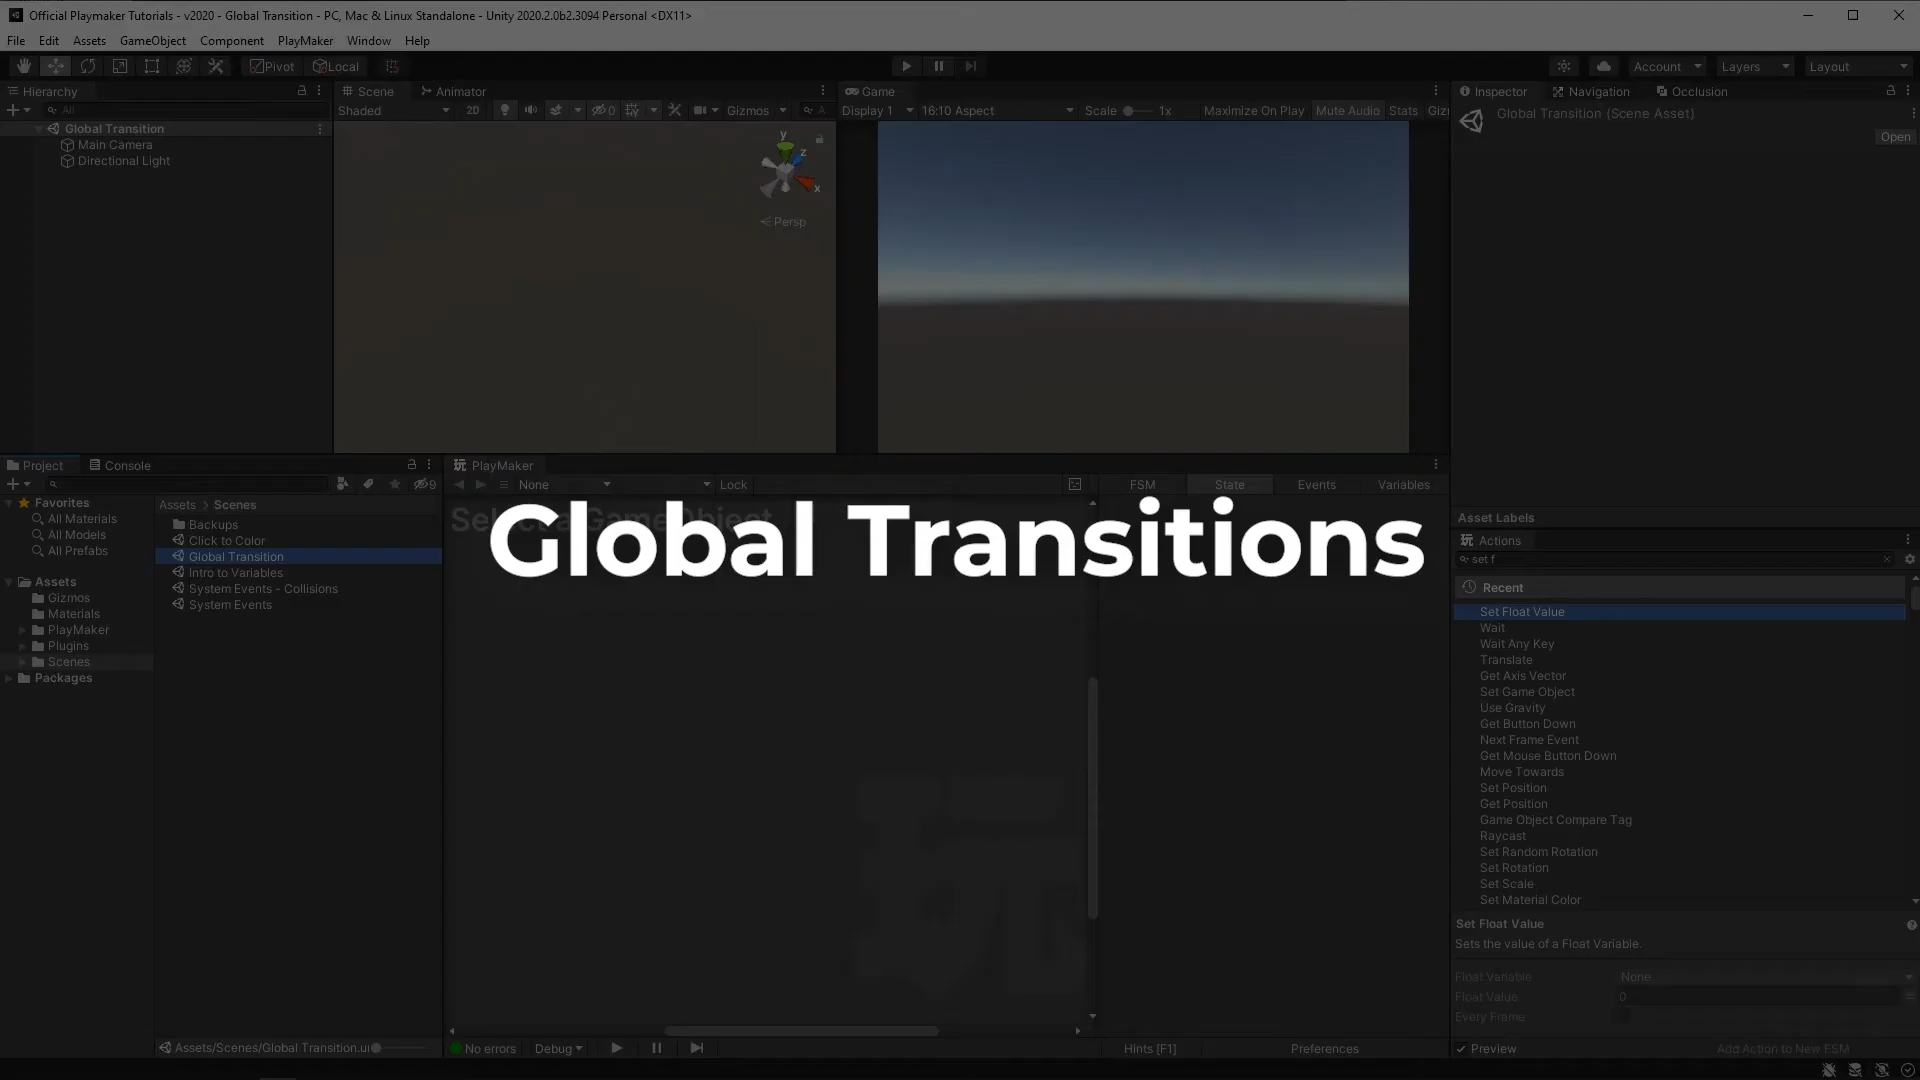 Official Playmaker Tutorials - v2020 - Global Transition - PC, Mac & Linux Standalone - Unity 2020.2.0b2.3094 Personal <DX11>
File Edit Assets GameObject Component PlayMaker Window Help
Pivot Local Account Layers Layout
Hierarchy
All
Global Transition
Main Camera
Directional Light
Scene Animator
Shaded 2D 0 Gizmos A
y
z
x
Persp
Game
Display 1 16:10 Aspect Scale 1x Maximize On Play Mute Audio Stats Giz
Inspector Navigation Occlusion
Global Transition (Scene Asset)
Open
Project Console
9
Favorites
All Materials
All Models
All Prefabs
Assets
Gizmos
Materials
PlayMaker
Plugins
Scenes
Packages
Assets > Scenes
Backups
Click to Color
Global Transition
Intro to Variables
System Events - Collisions
System Events
Assets/Scenes/Global Transition.u
PlayMaker
None Lock
FSM State Events Variables
Select a GameObject
Global Transitions
No errors Debug Hints [F1] Preferences
Asset Labels
Actions
set f
Recent
Set Float Value
Wait
Wait Any Key
Translate
Get Axis Vector
Set Game Object
Use Gravity
Get Button Down
Next Frame Event
Get Mouse Button Down
Move Towards
Set Position
Get Position
Game Object Compare Tag
Raycast
Set Random Rotation
Set Rotation
Set Scale
Set Material Color
Set Float Value
Sets the value of a Float Variable.
Float Variable None
Float Value 0
Every Frame
Preview Add Action to New FSM